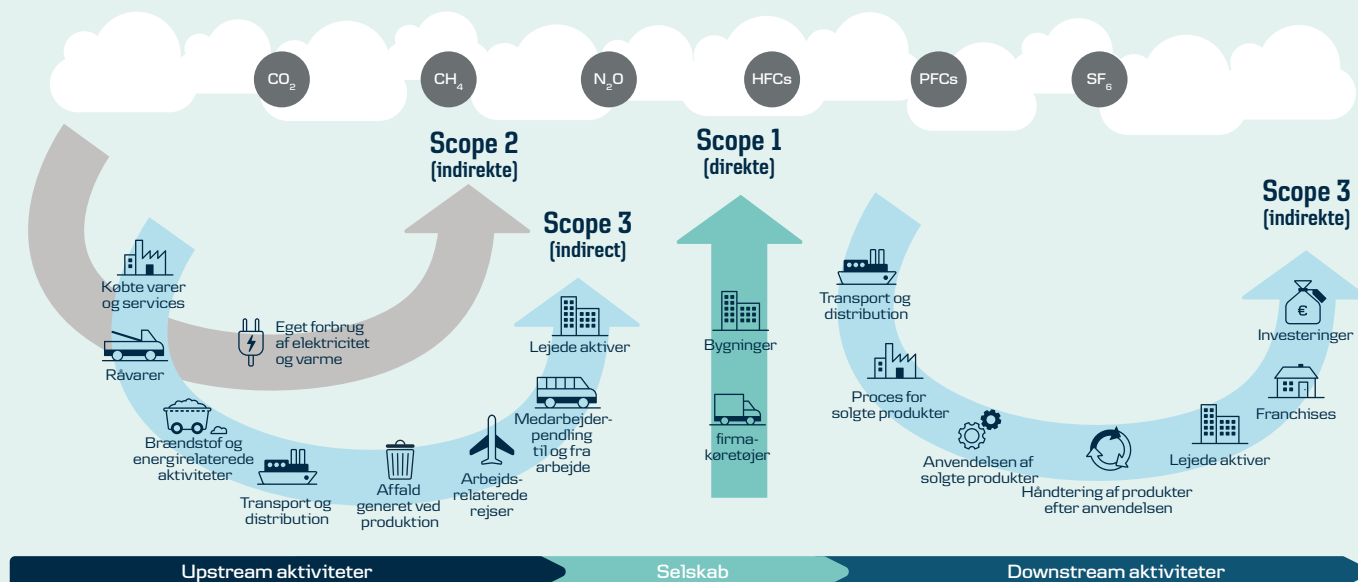 CO₂
CH₄
N₂O
HFCs
PFCs
SF₆
Scope 2
(indirekte)
Scope 3
(indirect)
Scope 1
(direkte)
Scope 3
(indirekte)
Købte varer
og services
Råvarer
Brændstof og
energirelaterede
aktiviteter
Transport og
distribution
Affald
generet ved
produktion
Arbejds-
relaterede
rejser
Medarbejder-
pendling
til og fra
arbejde
Lejede aktiver
Eget forbrug
af elektricitet
og varme
Bygninger
firma-
køretøjer
Transport og
distribution
Proces for
solgte produkter
Anvendelsen af
solgte produkter
Håndtering af produkter
efter anvendelsen
Lejede aktiver
Franchises
€
Investeringer
Upstream aktiviteter
Selskab
Downstream aktiviteter